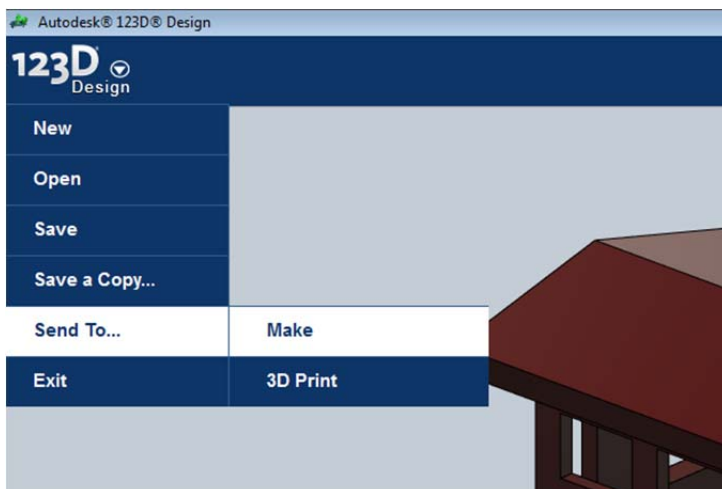 Autodesk® 123D® Design
123D
Design
New
Open
Save
Save a Copy...
Send To...
Make
Exit
3D Print